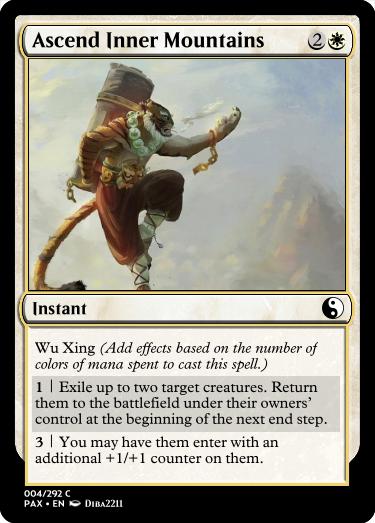 Ascend Inner Mountains 2
Instant
Wu Xing (Add effects based on the number of
colors of mana spent to cast this spell.)
1 | Exile up to two target creatures. Return
them to the battlefield under their owners'
control at the beginning of the next end step.
3 | You may have them enter with an
additional +1/+1 counter on them.
004/292 C
PAX • EN Diba2211